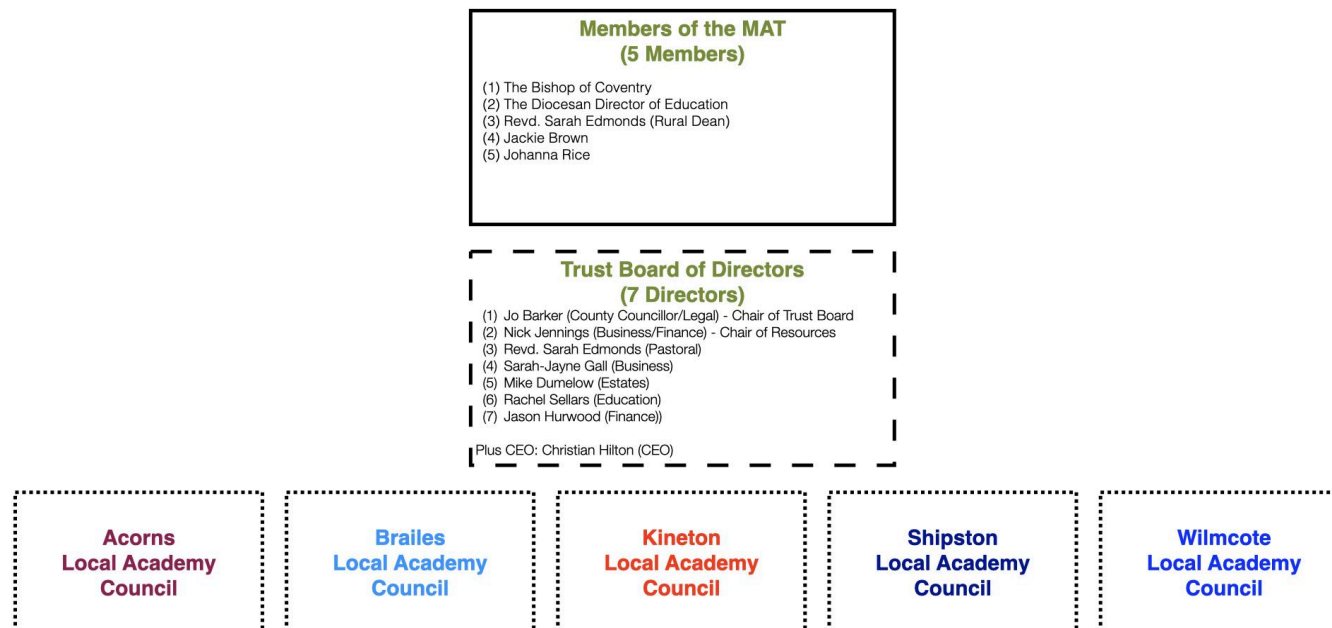 Members of the MAT
(5 Members)
(1) The Bishop of Coventry
(2) The Diocesan Director of Education
(3) Revd. Sarah Edmonds (Rural Dean)
(4) Jackie Brown
(5) Johanna Rice
Trust Board of Directors
(7 Directors)
(1) Jo Barker (County Councillor/Legal) - Chair of Trust Board
(2) Nick Jennings (Business/Finance) - Chair of Resources
(3) Revd. Sarah Edmonds (Pastoral)
(4) Sarah-Jayne Gall (Business)
(5) Mike Dumelow (Estates)
(6) Rachel Sellars (Education)
(7) Jason Hurwood (Finance))
Plus CEO: Christian Hilton (CEO)
Acorns
Local Academy
Council
Brailes
Local Academy
Council
Kineton
Local Academy
Council
Shipston
Local Academy
Council
Wilmcote
Local Academy
Council